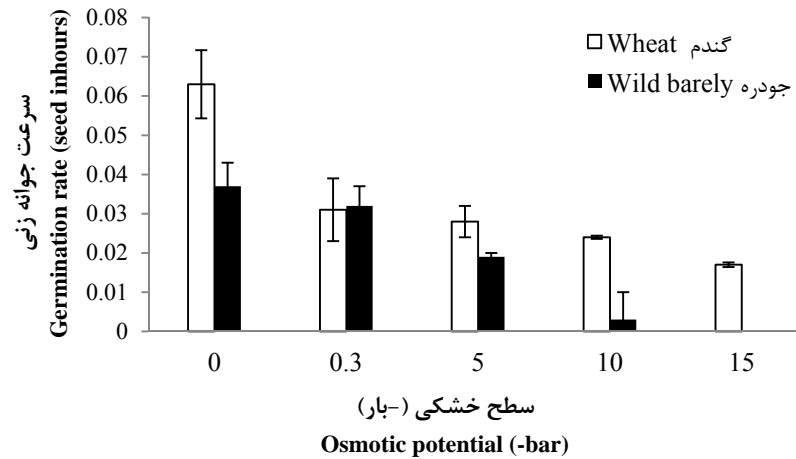 0.08
0.07
0.06
0.05
0.04
0.03
0.02
0.01
0
سرعت جوانه زنی
Germination rate (seed inhours)
Wheat گندم
Wild barely جودره
0 0.3 5 10 15
سطح خشکی (-بار)
Osmotic potential (-bar)